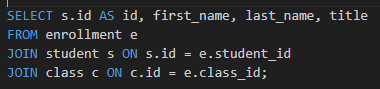 SELECT s.id AS id, first_name, last_name, title
FROM enrollment e
JOIN student s ON s.id = e.student_id
JOIN class c ON c.id = e.class_id;